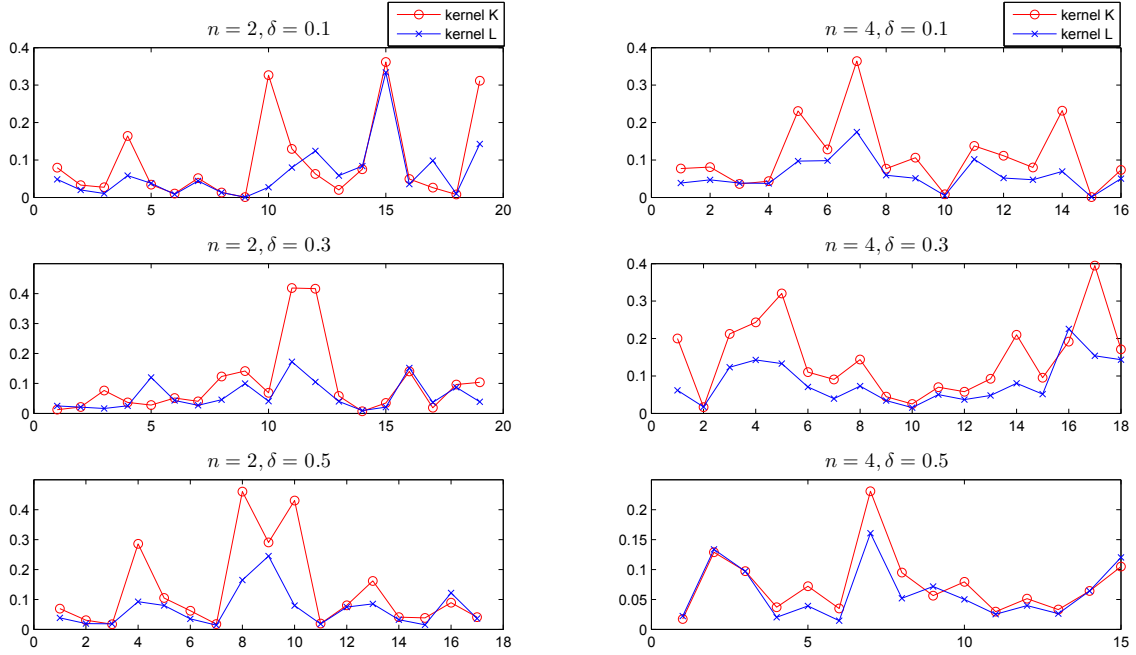 n = 2, δ = 0.1
kernel K
kernel L
0.4
0.3
0.2
0.1
0
0 5 10 15 20
n = 4, δ = 0.1
kernel K
kernel L
0.4
0.3
0.2
0.1
0
0 2 4 6 8 10 12 14 16
n = 2, δ = 0.3
0.4
0.3
0.2
0.1
0
0 5 10 15 20
n = 4, δ = 0.3
0.4
0.3
0.2
0.1
0
0 2 4 6 8 10 12 14 16 18
n = 2, δ = 0.5
0.4
0.3
0.2
0.1
0
0 2 4 6 8 10 12 14 16 18
n = 4, δ = 0.5
0.2
0.15
0.1
0.05
0
0 5 10 15